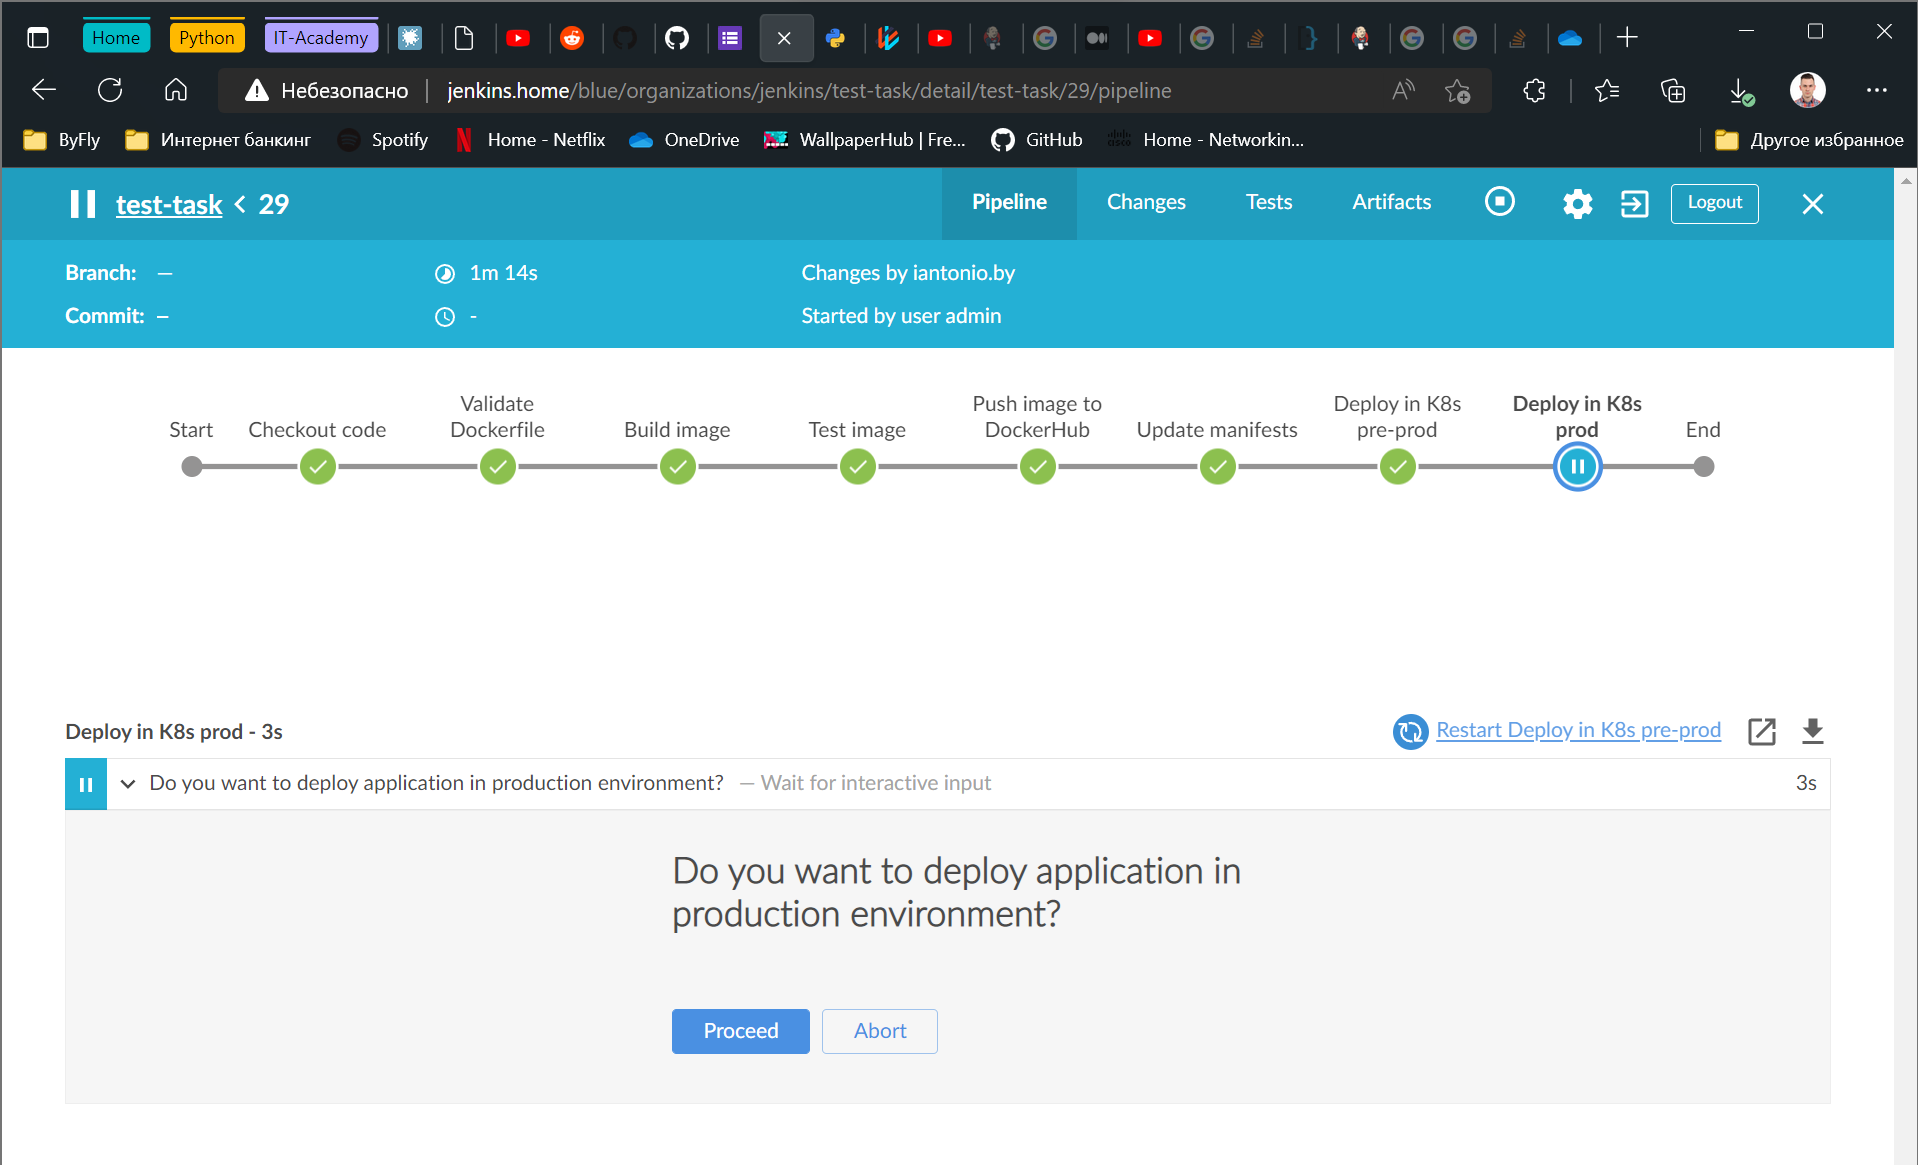 Home Python IT-Academy
Небезопасно jenkins.home/blue/organizations/jenkins/test-task/detail/test-task/29/pipeline
ByFly Интернет банкинг Spotify Home - Netflix OneDrive WallpaperHub | Fre... GitHub Home - Networkin... Другое избранное
test-task < 29 Pipeline Changes Tests Artifacts Logout
Branch: — 1m 14s Changes by iantonio.by
Commit: – - Started by user admin
Start
Checkout code
Validate
Dockerfile
Build image
Test image
Push image to
DockerHub
Update manifests
Deploy in K8s
pre-prod
Deploy in K8s
prod
End
Deploy in K8s prod - 3s Restart Deploy in K8s pre-prod
Do you want to deploy application in production environment? — Wait for interactive input 3s
Do you want to deploy application in
production environment?
Proceed Abort